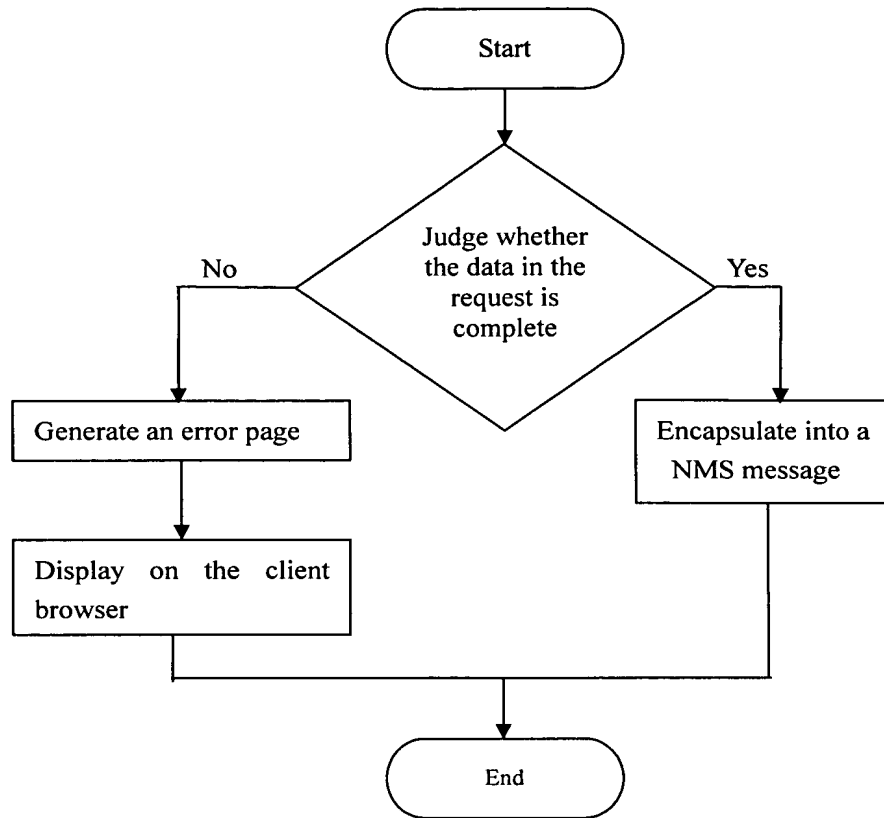 Start
Judge whether
the data in the
request is
complete
No
Yes
Generate an error page
Encapsulate into a
NMS message
Display on the client
browser
End